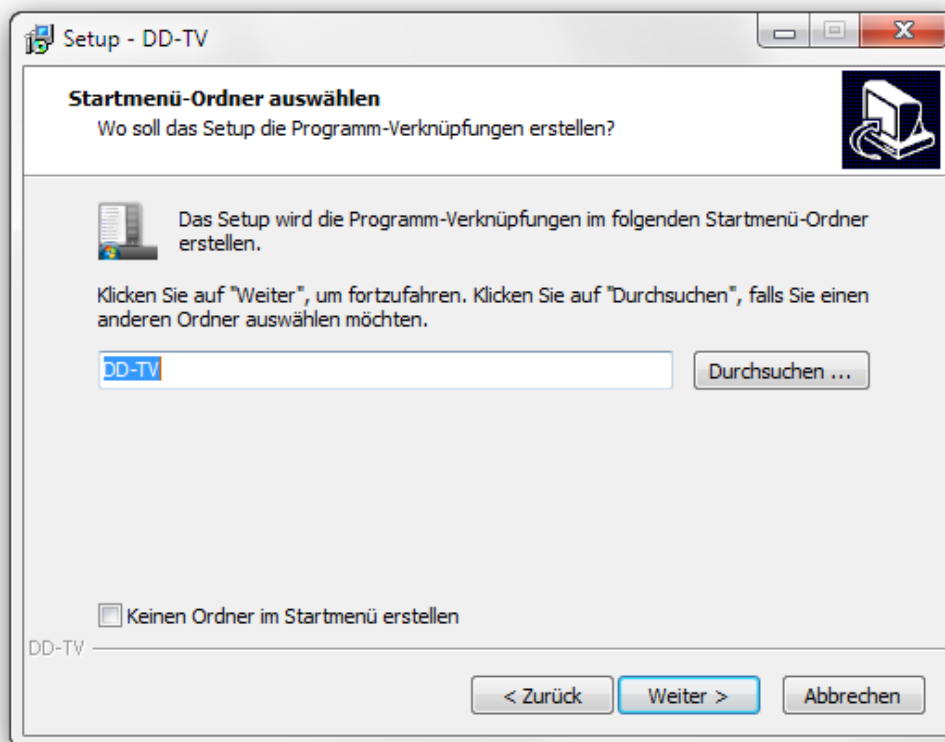 Setup - DD-TV
Startmenü-Ordner auswählen
Wo soll das Setup die Programm-Verknüpfungen erstellen?
Das Setup wird die Programm-Verknüpfungen im folgenden Startmenü-Ordner
erstellen.
Klicken Sie auf "Weiter", um fortzufahren. Klicken Sie auf "Durchsuchen", falls Sie einen
anderen Ordner auswählen möchten.
DD-TV
Durchsuchen ...
Keinen Ordner im Startmenü erstellen
DD-TV
< Zurück
Weiter >
Abbrechen